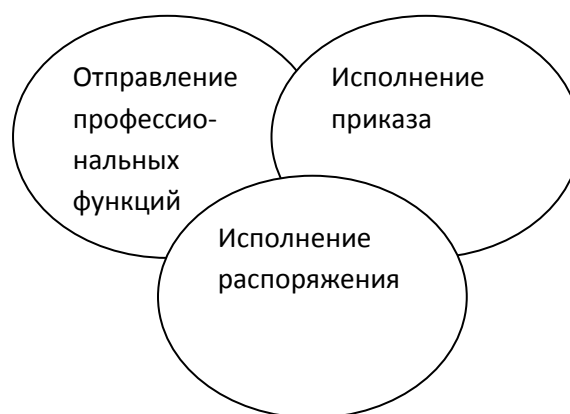 Отправление
профессио-
нальных
функций
Исполнение
приказа
Исполнение
распоряжения